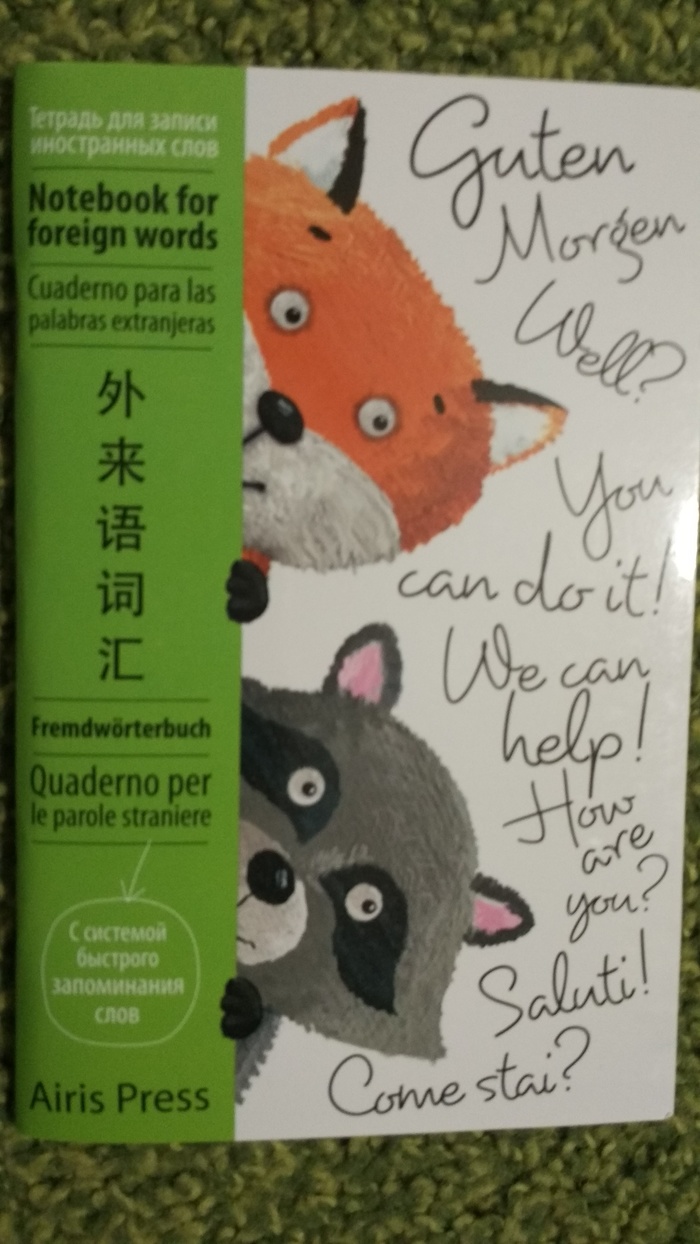 Тетрадь для записи
иностранных слов
Notebook for
foreign words
Cuaderno para las
palabras extranjeras
外
来
语
词
汇
Fremdwörterbuch
Quaderno per
le parole straniere
С системой
быстрого
запоминания
слов
Airis Press
Guten
Morgen
Well?
You
can do it!
We can
help!
How
are
you?
Saluti!
Come stai?